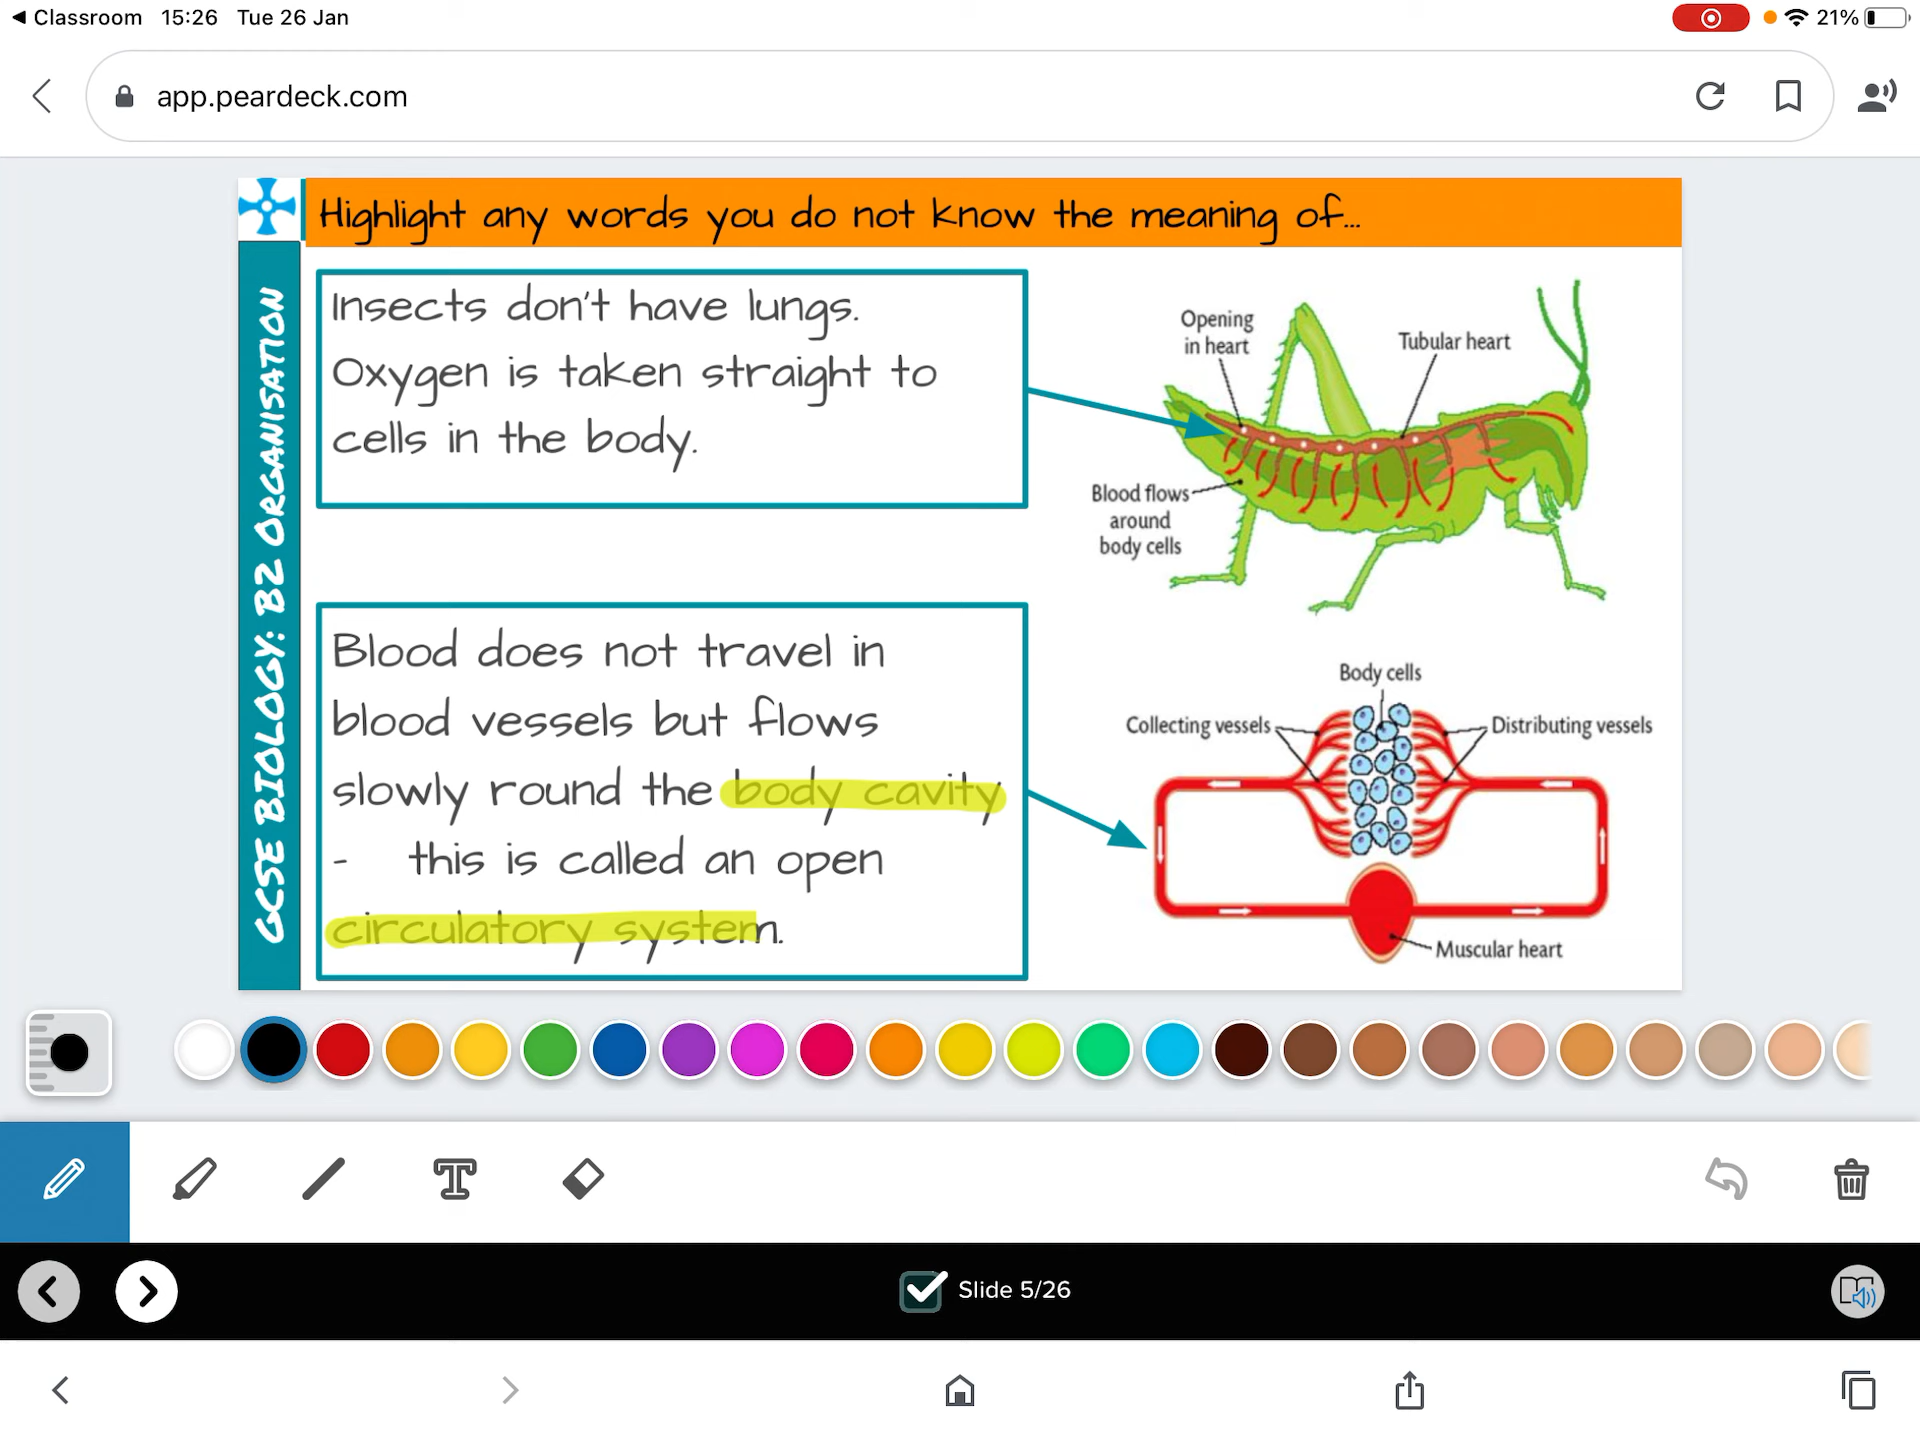 Classroom 15:26 Tue 26 Jan 21%
app.peardeck.com
Highlight any words you do not know the meaning of...
GCSE BIOLOGY: B2 ORGANISATION
Insects don't have lungs.
Oxygen is taken straight to
cells in the body.
Opening
in heart
Tubular heart
Blood flows
around
body cells
Blood does not travel in
blood vessels but flows
slowly round the body cavity
- this is called an open
circulatory system.
Body cells
Collecting vessels
Distributing vessels
Muscular heart
Slide 5/26